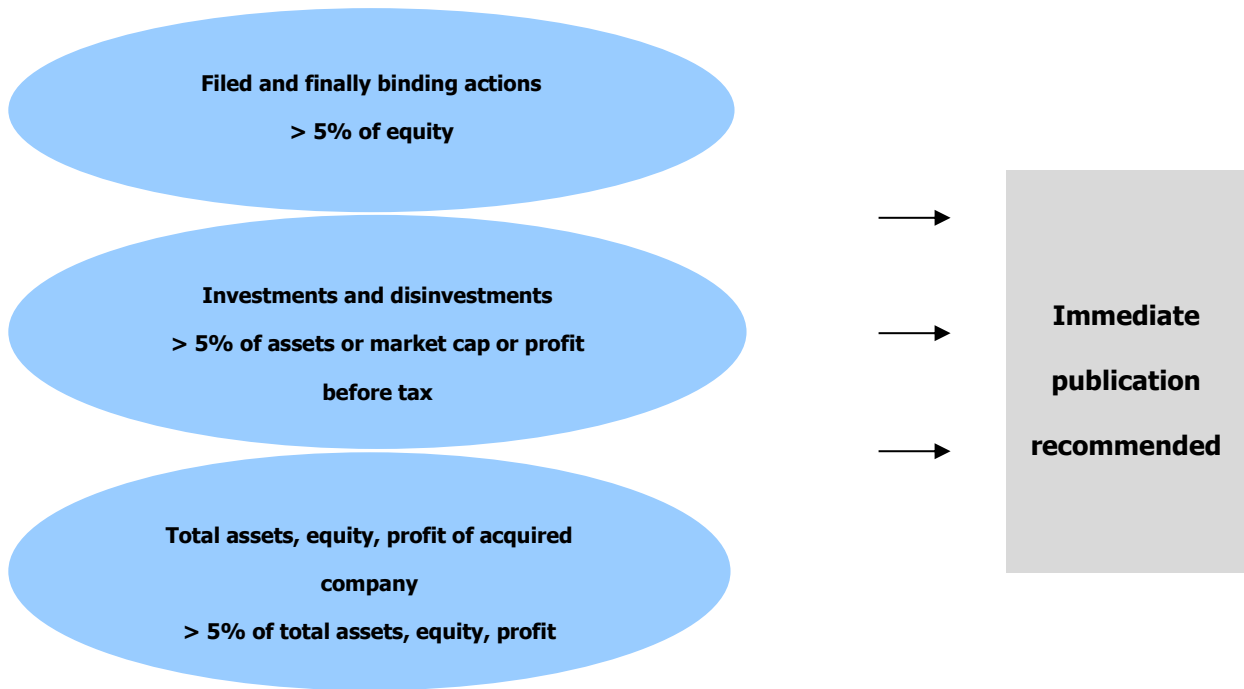 Filed and finally binding actions
> 5% of equity
Investments and disinvestments
> 5% of assets or market cap or profit
before tax
Total assets, equity, profit of acquired
company
> 5% of total assets, equity, profit
Immediate
publication
recommended